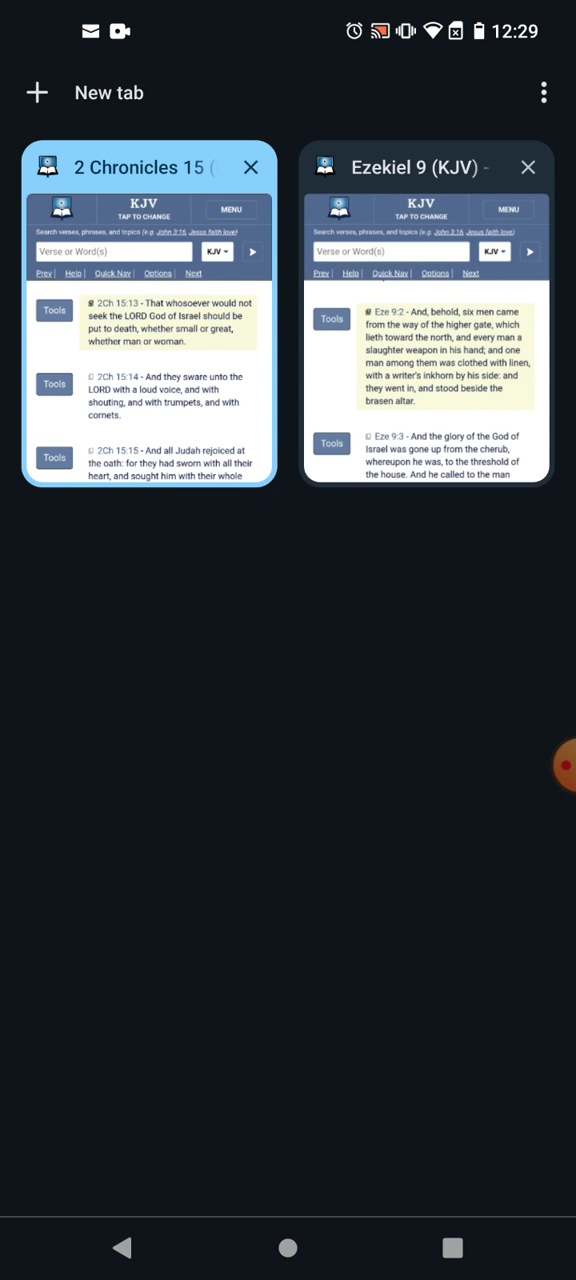 12:29
New tab
2 Chronicles 15 (
KJV
TAP TO CHANGE
MENU
Search verses, phrases, and topics (e.g. John 3:16, Jesus faith love)
Verse or Word(s)
KJV
Prev | Help | Quick Nav | Options | Next
Tools
2Ch 15:13 - That whosoever would not
seek the LORD God of Israel should be
put to death, whether small or great,
whether man or woman.
Tools
2Ch 15:14 - And they sware unto the
LORD with a loud voice, and with
shouting, and with trumpets, and with
cornets.
Tools
2Ch 15:15 - And all Judah rejoiced at
the oath: for they had sworn with all their
heart, and sought him with their whole
Ezekiel 9 (KJV) -
KJV
TAP TO CHANGE
MENU
Search verses, phrases, and topics (e.g. John 3:16, Jesus faith love)
Verse or Word(s)
KJV
Prev | Help | Quick Nav | Options | Next
Tools
Eze 9:2 - And, behold, six men came
from the way of the higher gate, which
lieth toward the north, and every man a
slaughter weapon in his hand; and one
man among them was clothed with linen,
with a writer's inkhorn by his side: and
they went in, and stood beside the
brasen altar.
Tools
Eze 9:3 - And the glory of the God of
Israel was gone up from the cherub,
whereupon he was, to the threshold of
the house. And he called to the man